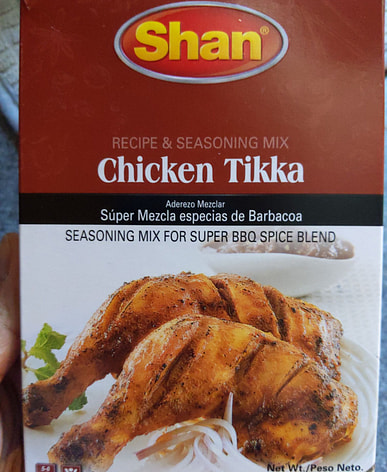 Shan®
RECIPE & SEASONING MIX
Chicken Tikka
Aderezo Mezclar
Súper Mezcla especias de Barbacoa
SEASONING MIX FOR SUPER BBQ SPICE BLEND
Net Wt./Peso Neto.